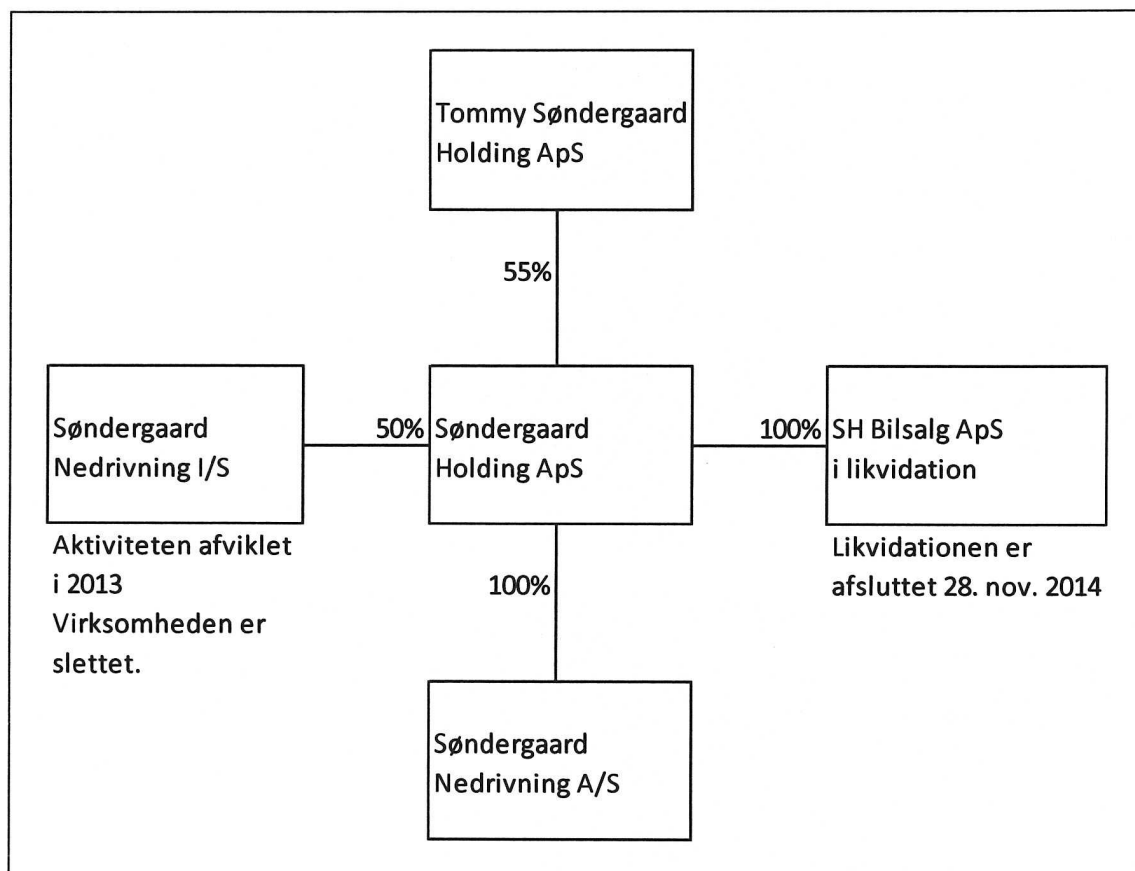 Tommy Søndergaard
Holding ApS
55%
Søndergaard
Nedrivning I/S
50%
Søndergaard
Holding ApS
100%
SH Bilsalg ApS
i likvidation
Aktiviteten afviklet
i 2013
Virksomheden er
slettet.
Likvidationen er
afsluttet 28. nov. 2014
100%
Søndergaard
Nedrivning A/S